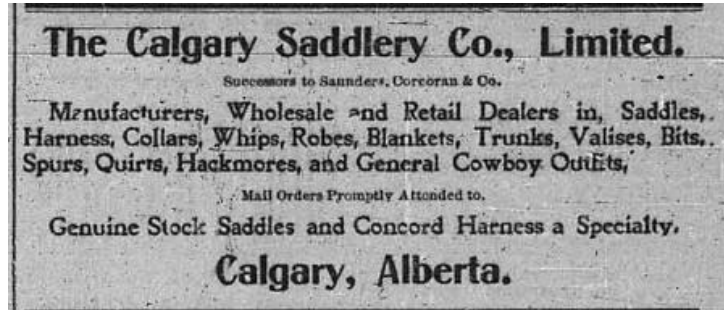 The Calgary Saddlery Co., Limited.
Successors to Saunders, Corcoran & Co.
Manufacturers, Wholesale and Retail Dealers in, Saddles,
Harness, Collars, Whips, Robes, Blankets, Trunks, Valises, Bits,
Spurs, Quirts, Hackmores, and General Cowboy Outfits,
Mail Orders Promptly Attonded to.
Genuine Stock Saddles and Concord Harness a Specialty.
Calgary, Alberta.